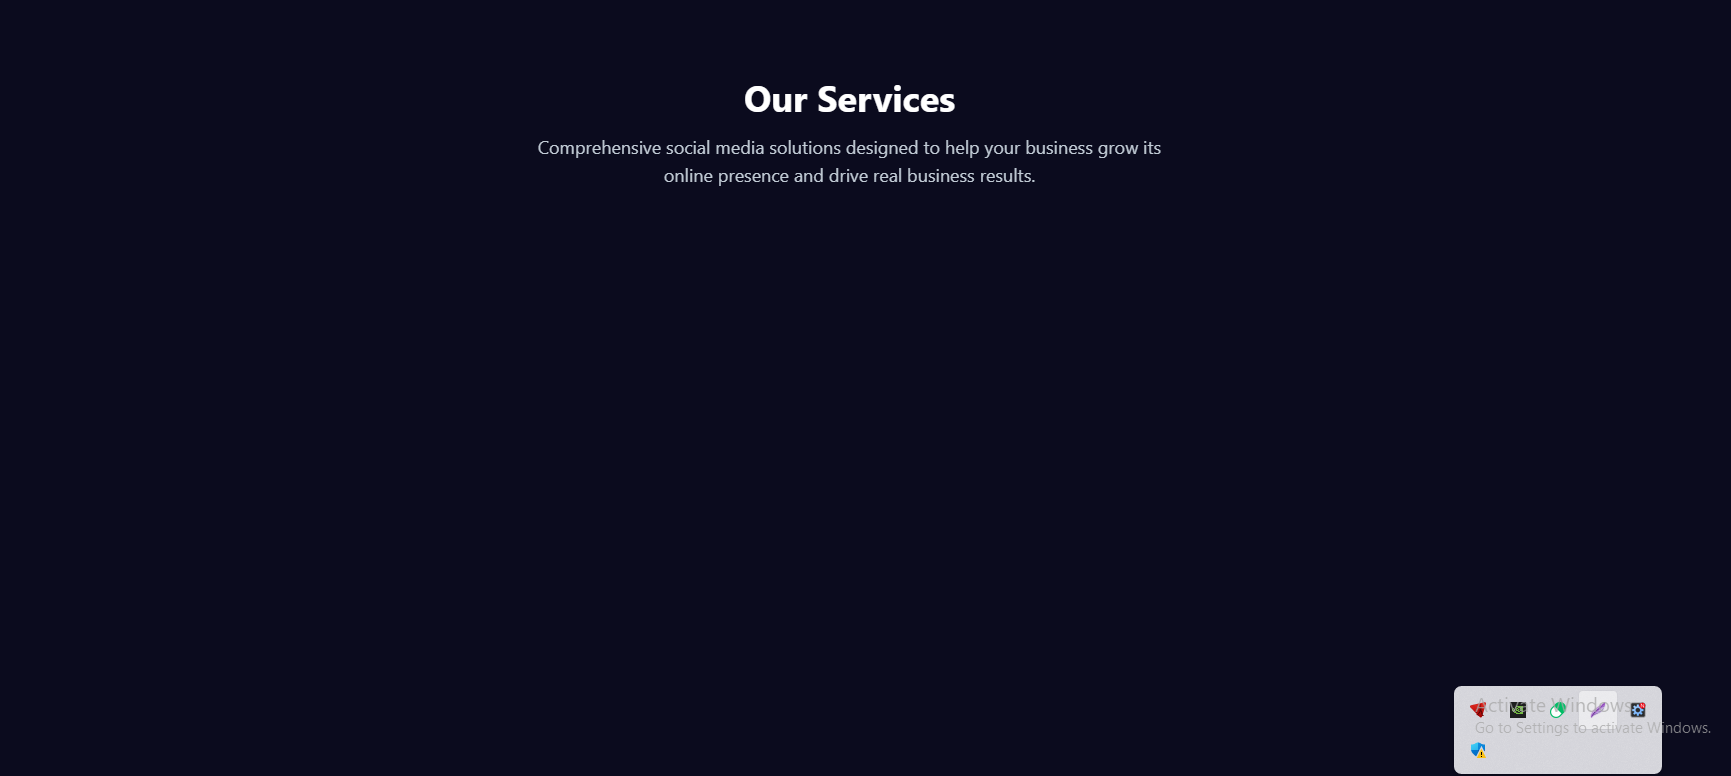 Our Services
Comprehensive social media solutions designed to help your business grow its
online presence and drive real business results.
Activate Windows
Go to Settings to activate Windows.